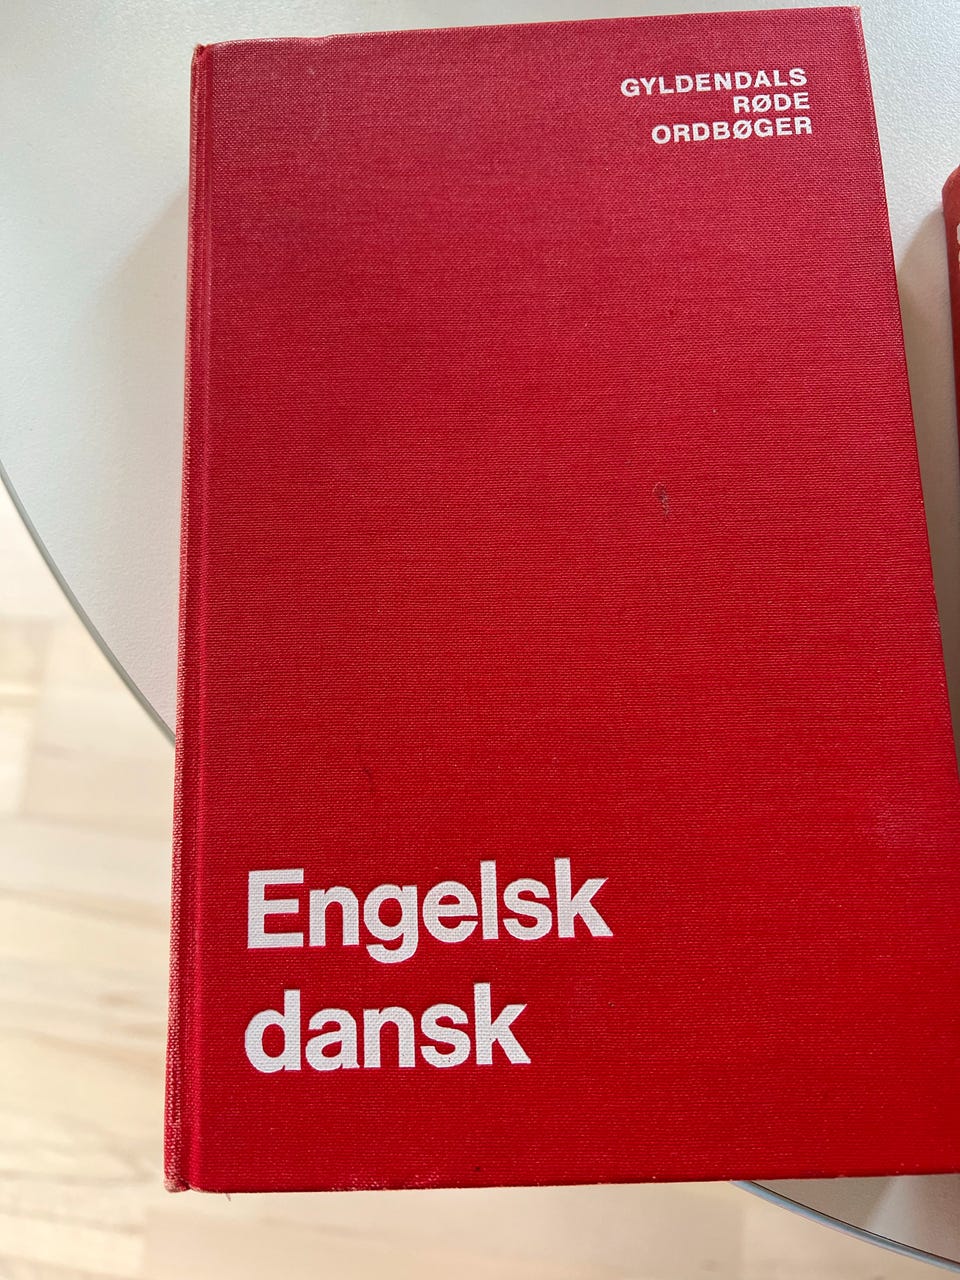 GYLDENDALS
RØDE
ORDBØGER
Engelsk
dansk